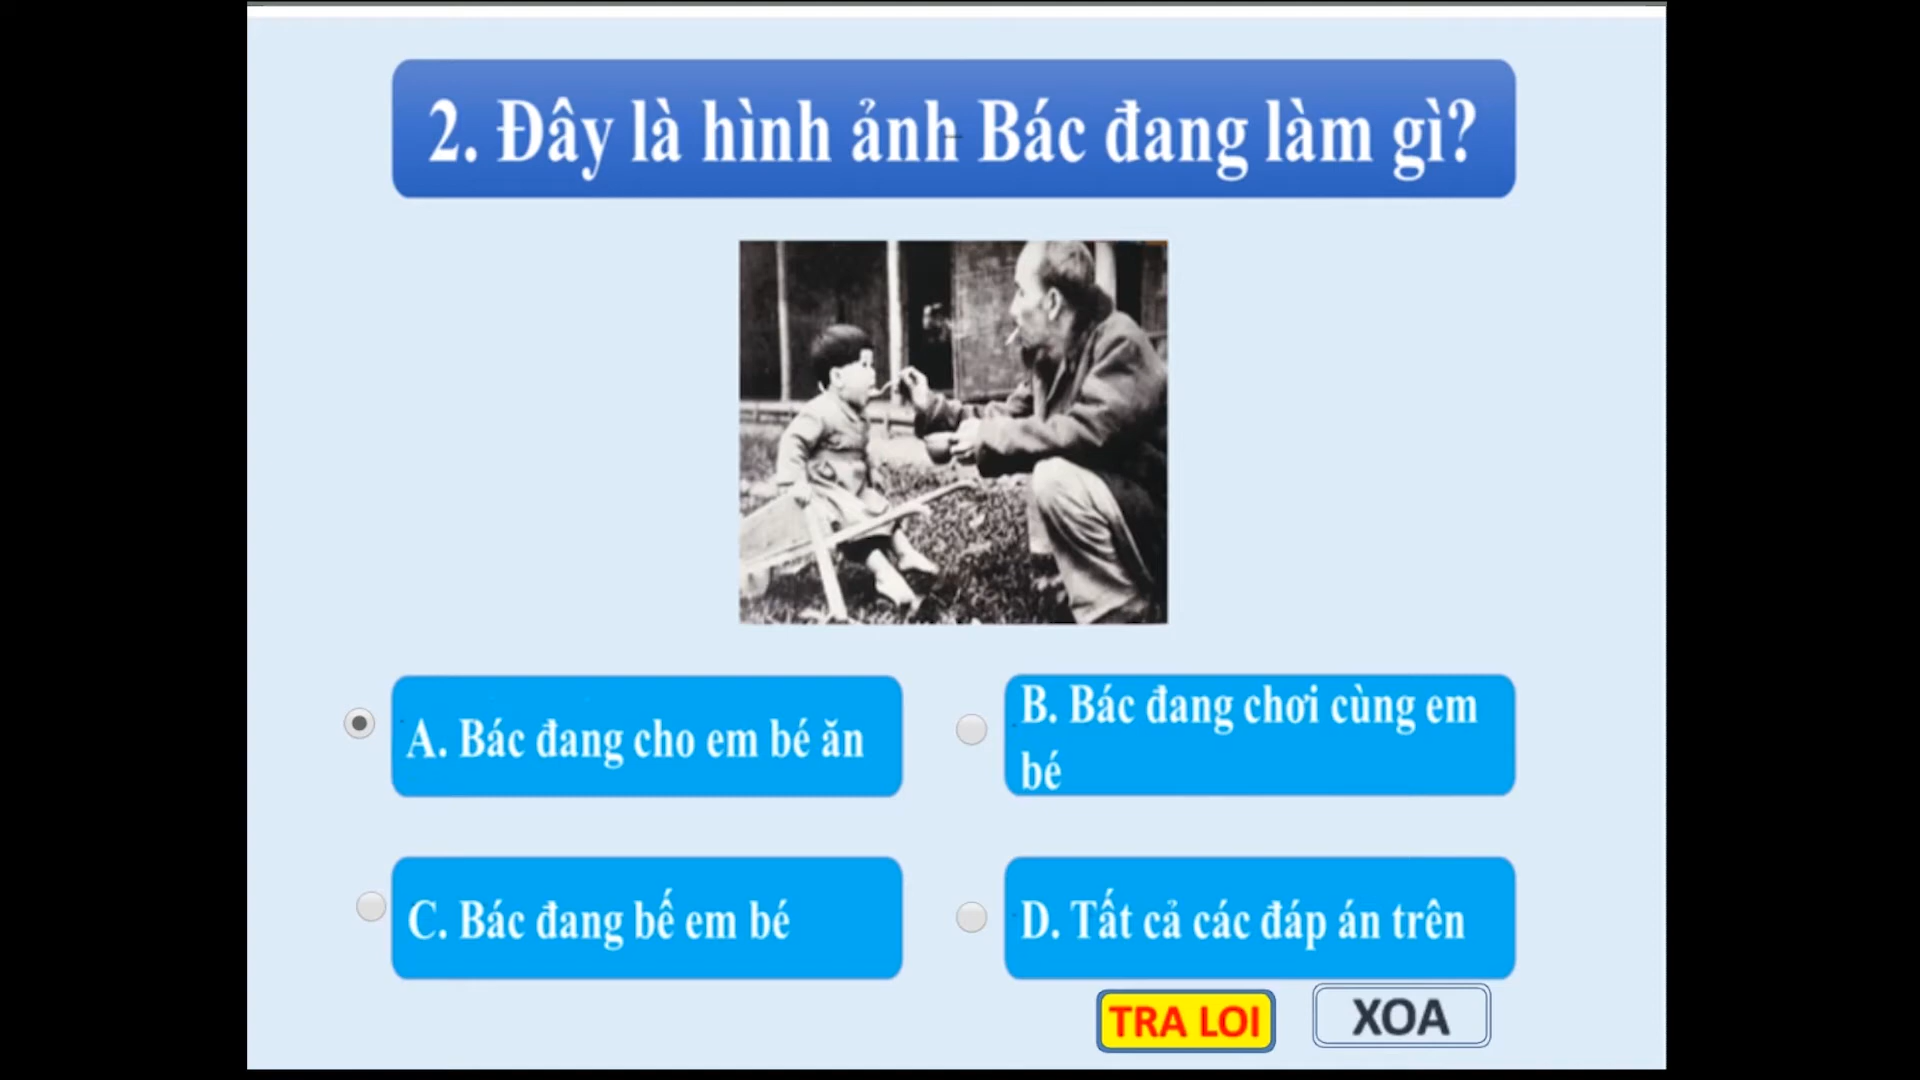 2. Đây là hình ảnh Bác đang làm gì?
A. Bác đang cho em bé ăn
B. Bác đang chơi cùng em
bé
C. Bác đang bế em bé
D. Tất cả các đáp án trên
TRA LOI
XOA